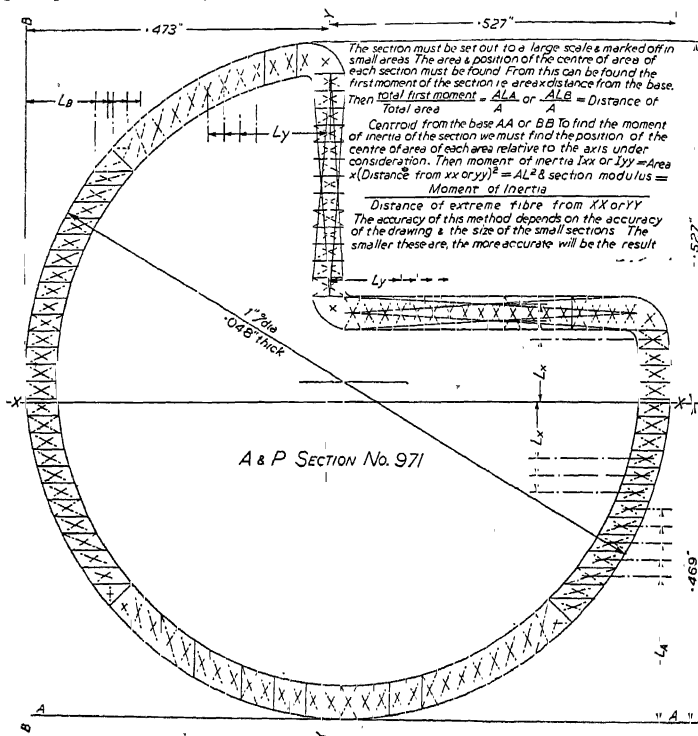 B
Y
·473"
·527"
The section must be set out to a large scale & marked off in
small areas The area & position of the centre of area of
each section must be found From this can be found the
first moment of the section ie area x distance from the base.
Then total first moment / Total area = ALA / A or ALB / A = Distance of
Centroid from the base AA or BB To find the moment
of inertia of the section we must find the position of the
centre of area of each area relative to the axis under
consideration. Then moment of inertia Ixx or Iyy = Area
x (Distance from xx or yy)² = AL² & section modulus =
Moment of Inertia
Distance of extreme fibre from XX or YY
The accuracy of this method depends on the accuracy
of the drawing & the size of the small sections The
smaller these are, the more accurate will be the result
LB
Ly
·527"
Ly
1" o/dia
·048" thick
Lx
X
X
Lx
A & P SECTION No. 971
·469"
LA
A
A
B
Y